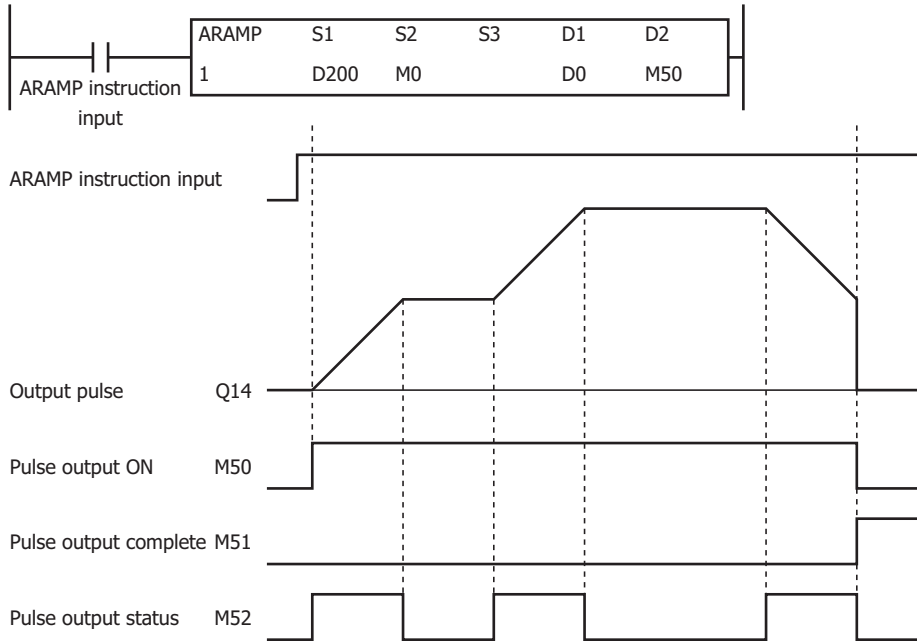 ARAMP S1 S2 S3 D1 D2
1 D200 M0 D0 M50
ARAMP instruction
input
ARAMP instruction input
Output pulse Q14
Pulse output ON M50
Pulse output complete M51
Pulse output status M52